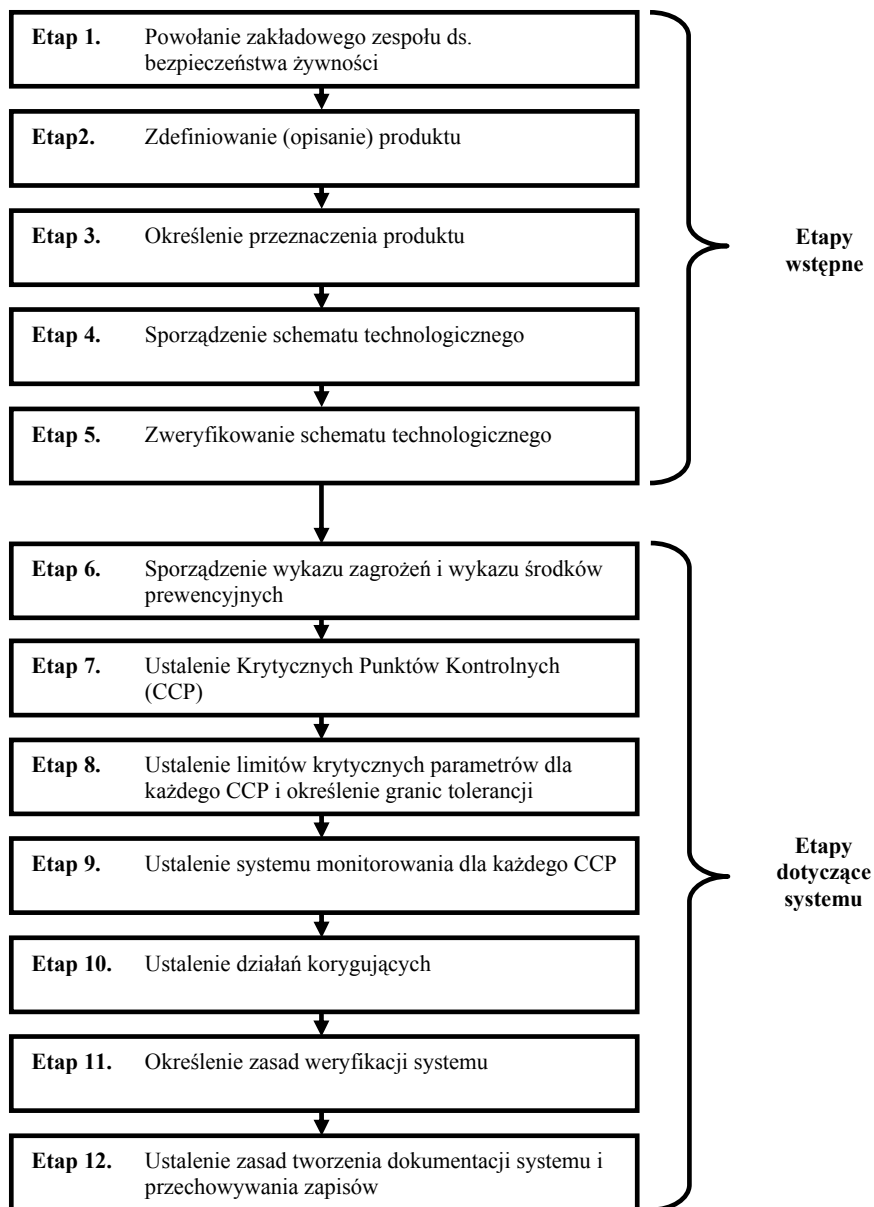 Etap 1. Powołanie zakładowego zespołu ds.
bezpieczeństwa żywności
Etap2. Zdefiniowanie (opisanie) produktu
Etap 3. Określenie przeznaczenia produktu
Etap 4. Sporządzenie schematu technologicznego
Etap 5. Zweryfikowanie schematu technologicznego
Etapy
wstępne
Etap 6. Sporządzenie wykazu zagrożeń i wykazu środków
prewencyjnych
Etap 7. Ustalenie Krytycznych Punktów Kontrolnych
(CCP)
Etap 8. Ustalenie limitów krytycznych parametrów dla
każdego CCP i określenie granic tolerancji
Etap 9. Ustalenie systemu monitorowania dla każdego CCP
Etap 10. Ustalenie działań korygujących
Etap 11. Określenie zasad weryfikacji systemu
Etap 12. Ustalenie zasad tworzenia dokumentacji systemu i
przechowywania zapisów
Etapy
dotyczące
systemu